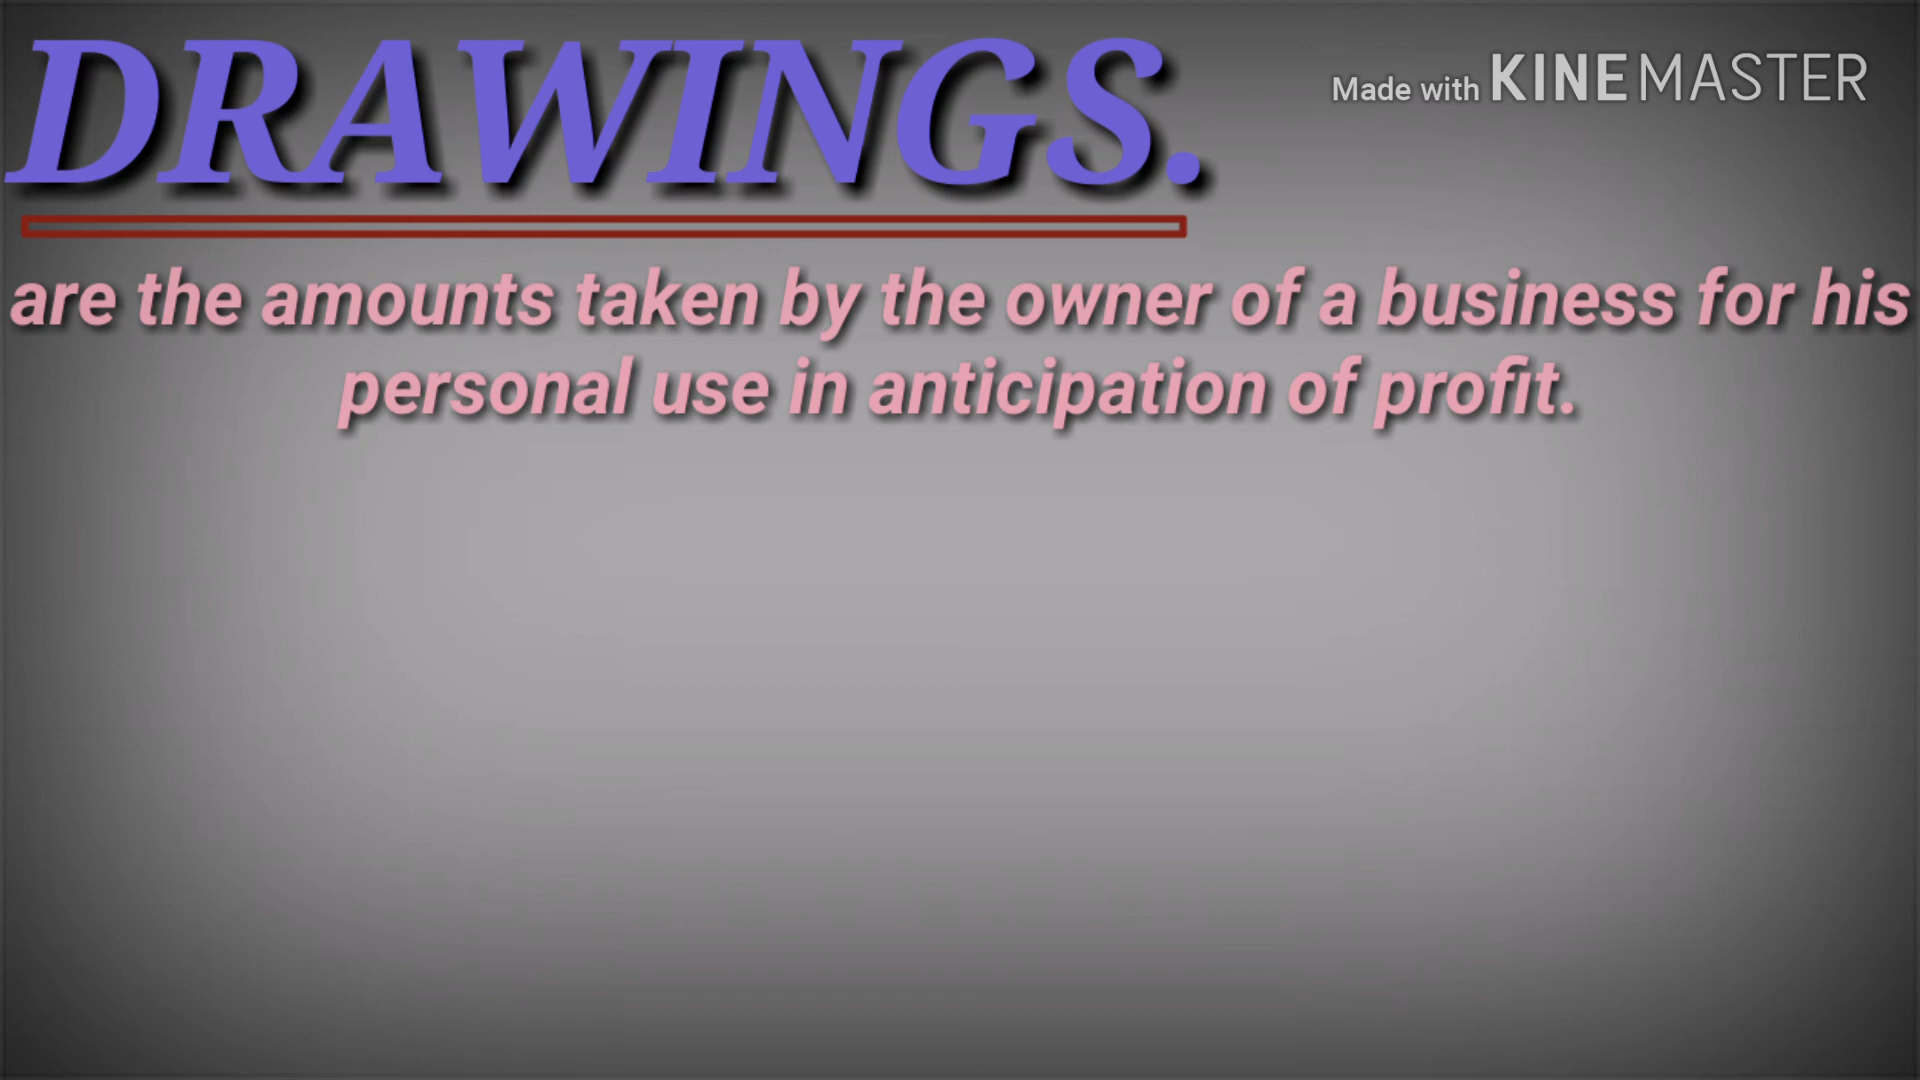 DRAWINGS.
Made with KINEMASTER
are the amounts taken by the owner of a business for his
personal use in anticipation of profit.